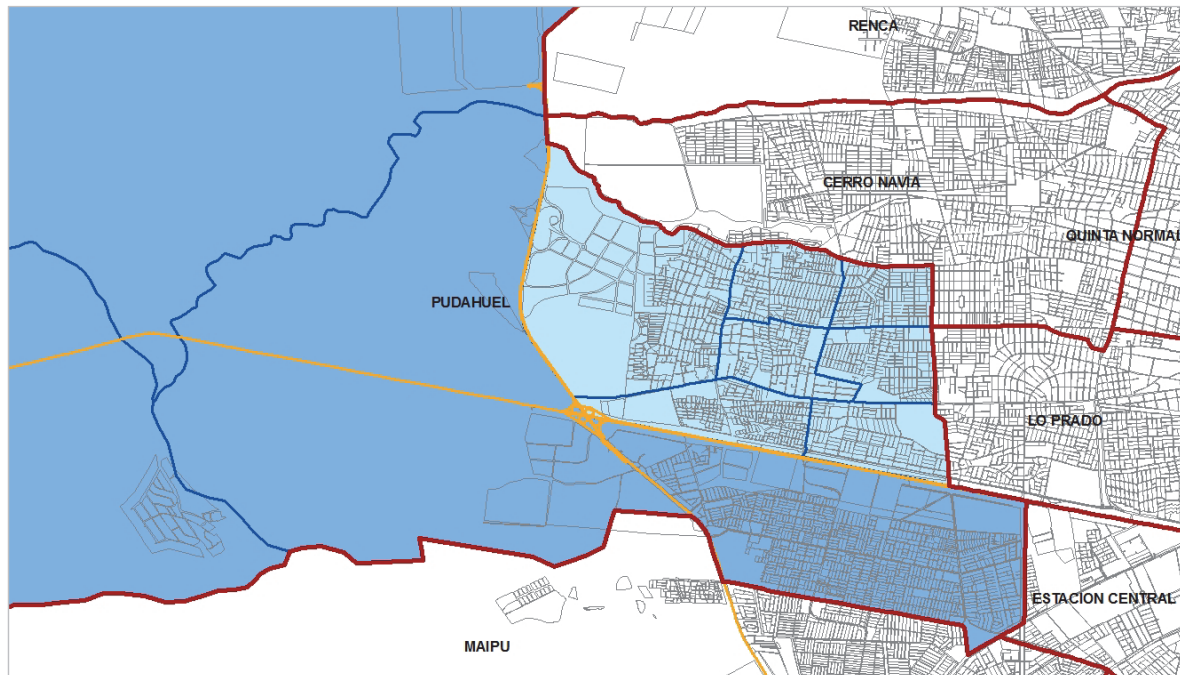 RENCA
CERRO NAVIA
QUINTA NORMAL
PUDAHUEL
LO PRADO
ESTACION CENTRAL
MAIPU